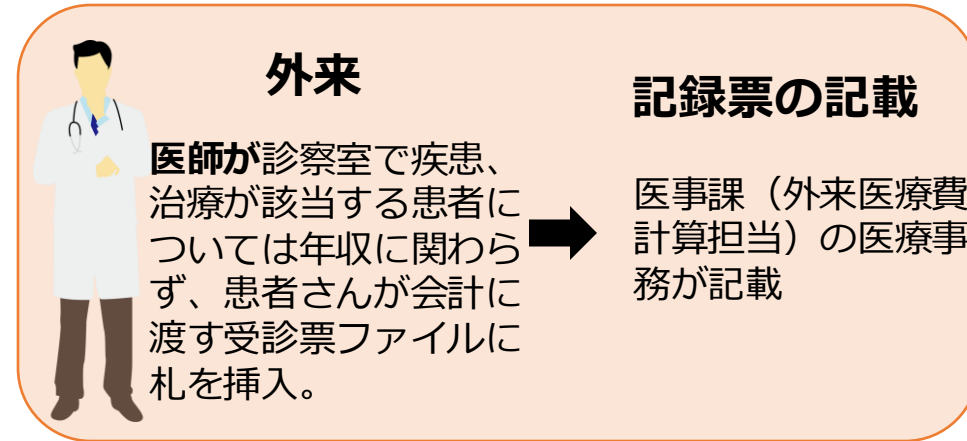 外来
医師が診察室で疾患、
治療が該当する患者に
ついては年収に関わら
ず、患者さんが会計に
渡す受診票ファイルに
札を挿入。
記録票の記載
医事課（外来医療費
計算担当）の医療事
務が記載